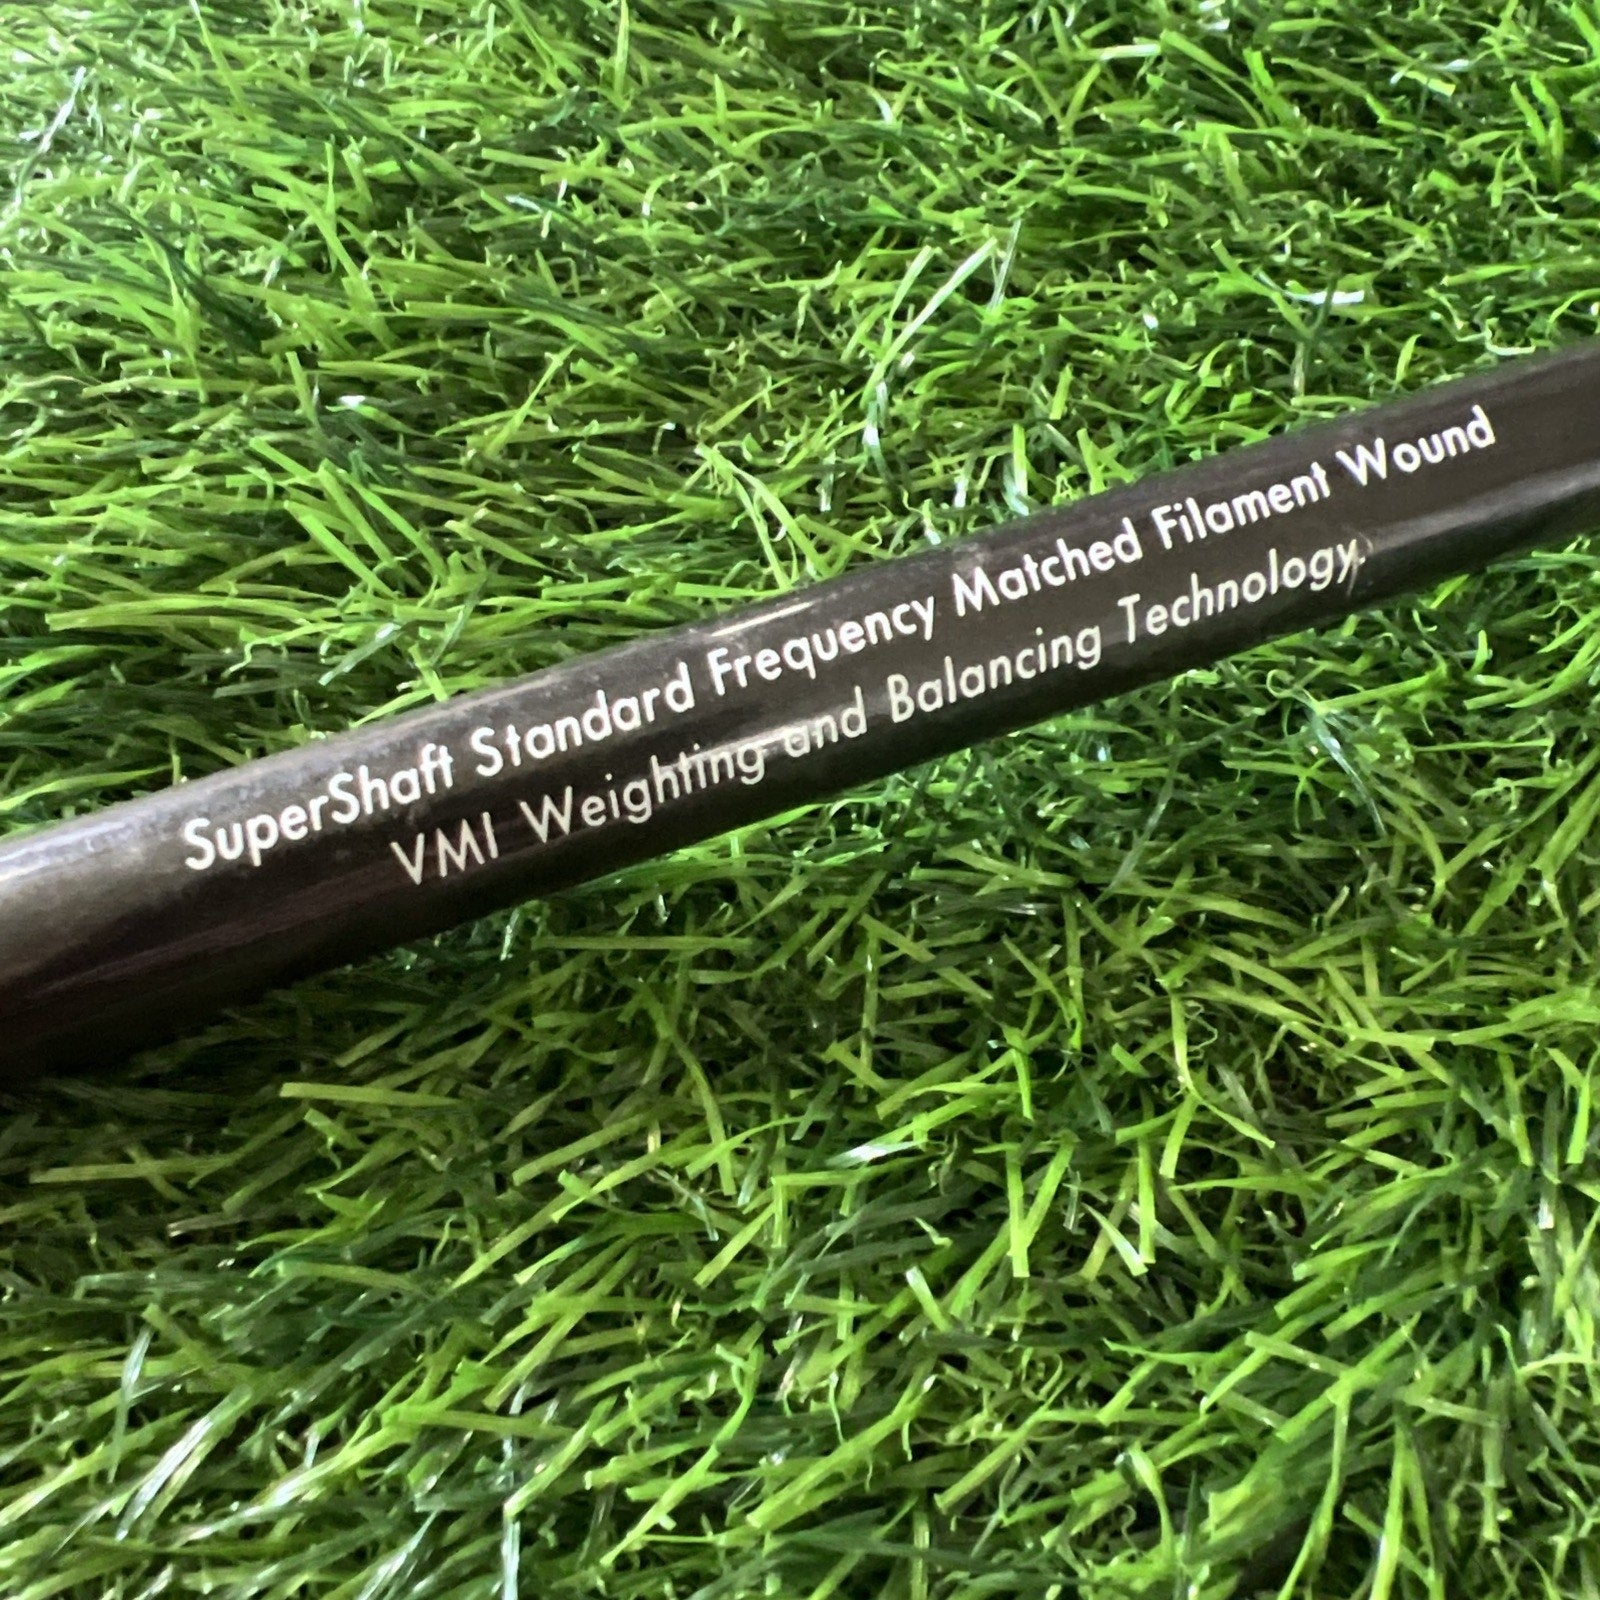 SuperShaft Standard Frequency Matched Filament Wound
VMI Weighting and Balancing Technology.